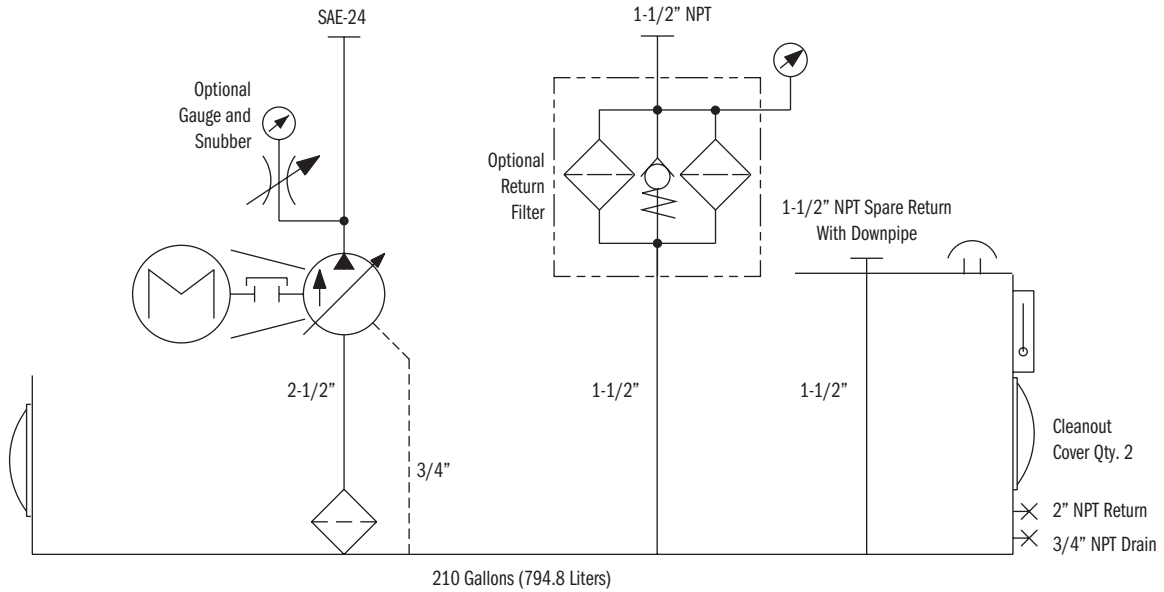 SAE-24
1-1/2” NPT
Optional
Gauge and
Snubber
Optional
Return
Filter
1-1/2” NPT Spare Return
With Downpipe
M
2-1/2”
3/4”
1-1/2”
1-1/2”
Cleanout
Cover Qty. 2
2” NPT Return
3/4” NPT Drain
210 Gallons (794.8 Liters)